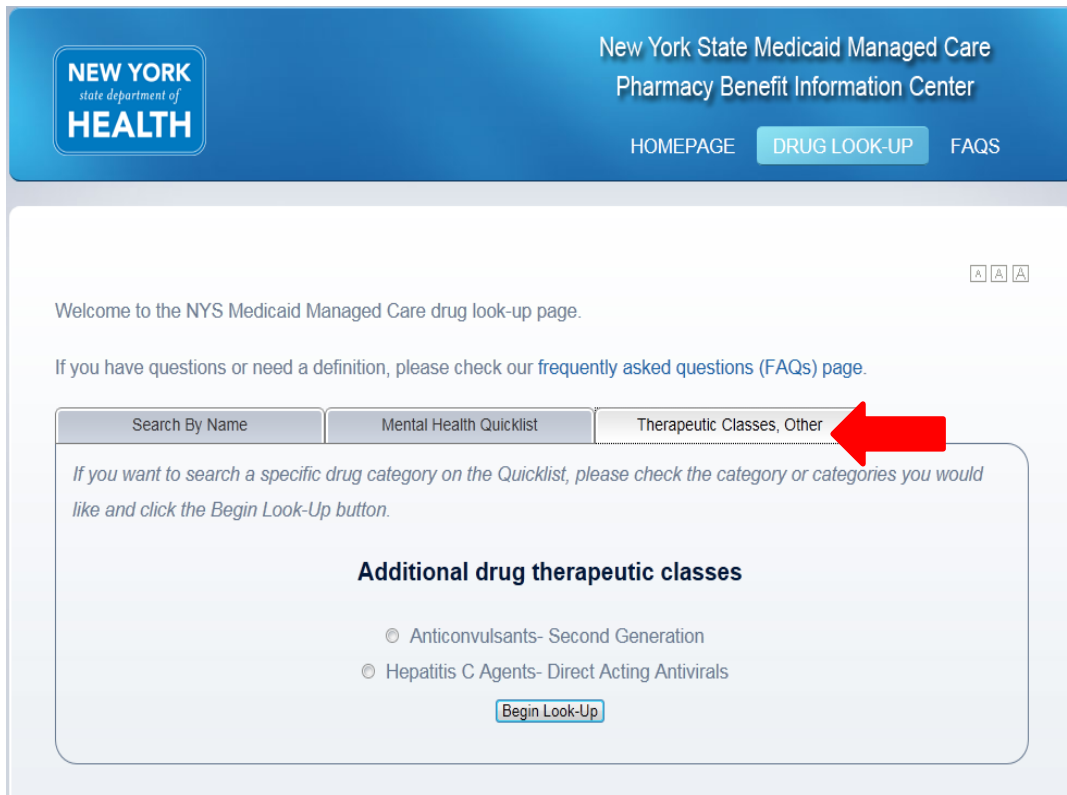 NEW YORK
state department of
HEALTH
New York State Medicaid Managed Care
Pharmacy Benefit Information Center
HOMEPAGE DRUG LOOK-UP FAQS
A A A
Welcome to the NYS Medicaid Managed Care drug look-up page.
If you have questions or need a definition, please check our frequently asked questions (FAQs) page.
Search By Name Mental Health Quicklist Therapeutic Classes, Other
If you want to search a specific drug category on the Quicklist, please check the category or categories you would
like and click the Begin Look-Up button.
Additional drug therapeutic classes
Anticonvulsants- Second Generation
Hepatitis C Agents- Direct Acting Antivirals
Begin Look-Up